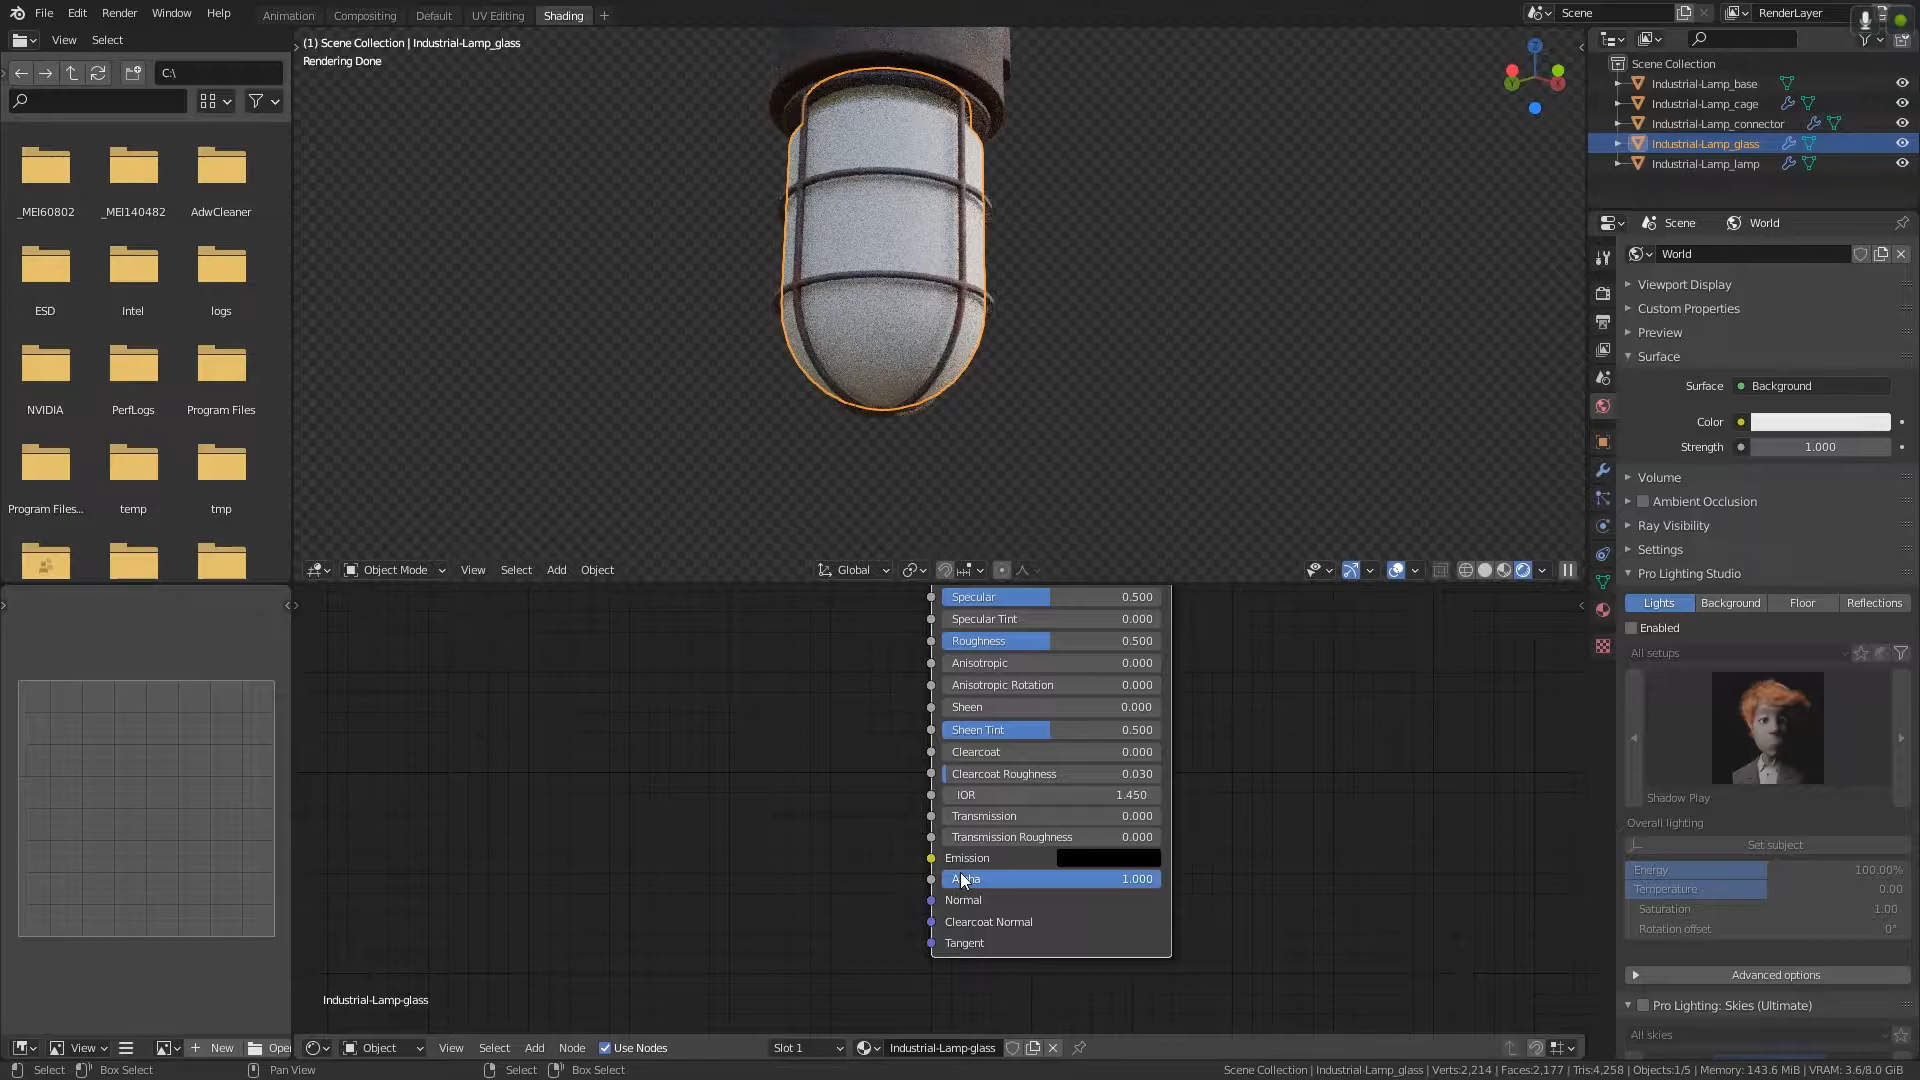 File Edit Render Window Help
Animation Compositing Default UV Editing Shading +
Scene
RenderLayer
View Select
C:\
_MEI60802 _MEI140482 AdwCleaner
ESD Intel logs
NVIDIA PerfLogs Program Files
Program Files... temp tmp
(1) Scene Collection | Industrial-Lamp_glass
Rendering Done
Object Mode View Select Add Object
Global
Scene Collection
Industrial-Lamp_base
Industrial-Lamp_cage
Industrial-Lamp_connector
Industrial-Lamp_glass
Industrial-Lamp_lamp
Scene World
World
Viewport Display
Custom Properties
Preview
Surface
Surface Background
Color
Strength 1.000
Volume
Ambient Occlusion
Ray Visibility
Settings
Pro Lighting Studio
Lights Background Floor Reflections
Enabled
All setups
Shadow Play
Overall lighting
Set subject
Energy 100.00%
Temperature 0.00
Saturation 1.00
Rotation offset 0°
Advanced options
Pro Lighting: Skies (Ultimate)
All skies
Specular 0.500
Specular Tint 0.000
Roughness 0.500
Anisotropic 0.000
Anisotropic Rotation 0.000
Sheen 0.000
Sheen Tint 0.500
Clearcoat 0.000
Clearcoat Roughness 0.030
IOR 1.450
Transmission 0.000
Transmission Roughness 0.000
Emission
Alpha 1.000
Normal
Clearcoat Normal
Tangent
Industrial-Lamp-glass
View + New Open
Object View Select Add Node Use Nodes Slot 1 Industrial-Lamp-glass
Select Box Select Pan View Select Box Select
Scene Collection | Industrial-Lamp_glass | Verts:2,214 | Faces:2,177 | Tris:4,258 | Objects:1/5 | Memory: 143.6 MiB | VRAM: 3.6/8.0 GiB